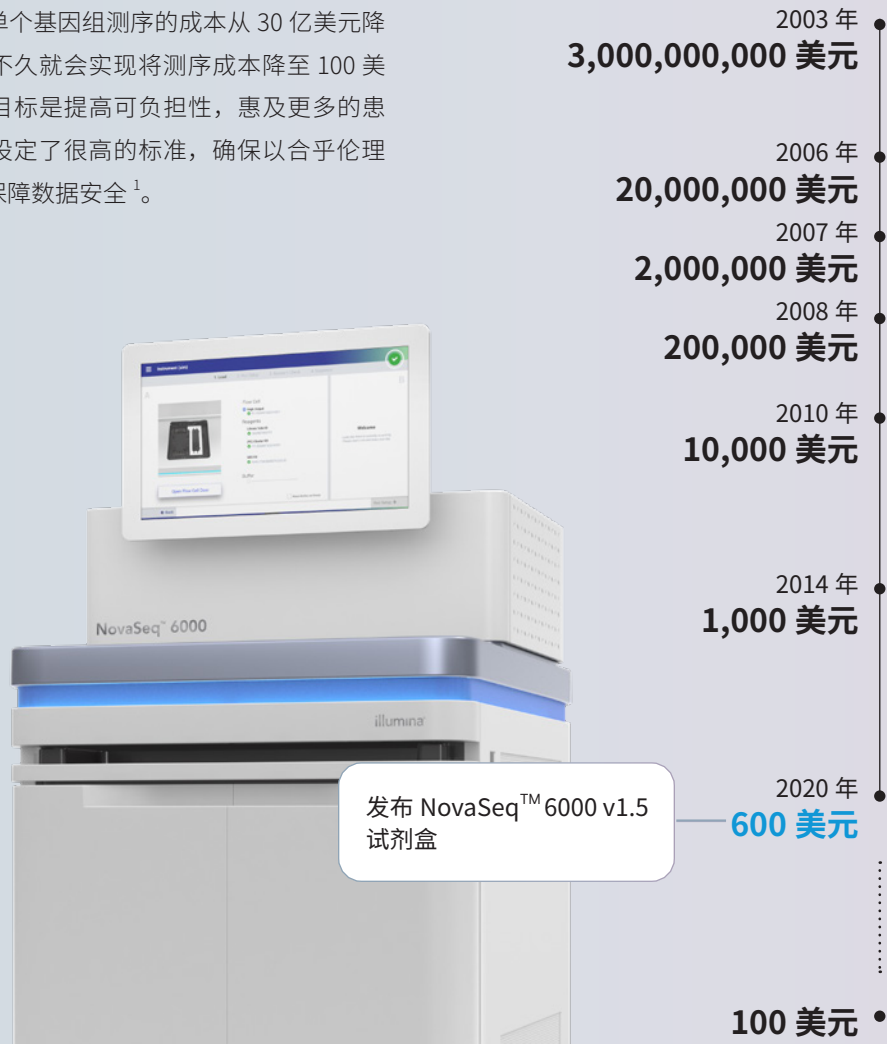 单个基因组测序的成本从 30 亿美元降
不久就会实现将测序成本降至 100 美
目标是提高可负担性，惠及更多的患
设定了很高的标准，确保以合乎伦理
保障数据安全 1。
2003 年
3,000,000,000 美元
2006 年
20,000,000 美元
2007 年
2,000,000 美元
2008 年
200,000 美元
2010 年
10,000 美元
2014 年
1,000 美元
2020 年
600 美元
100 美元
Open Flow Cell Door
Welcome
NovaSeq™ 6000
illumina
发布 NovaSeq™ 6000 v1.5
试剂盒